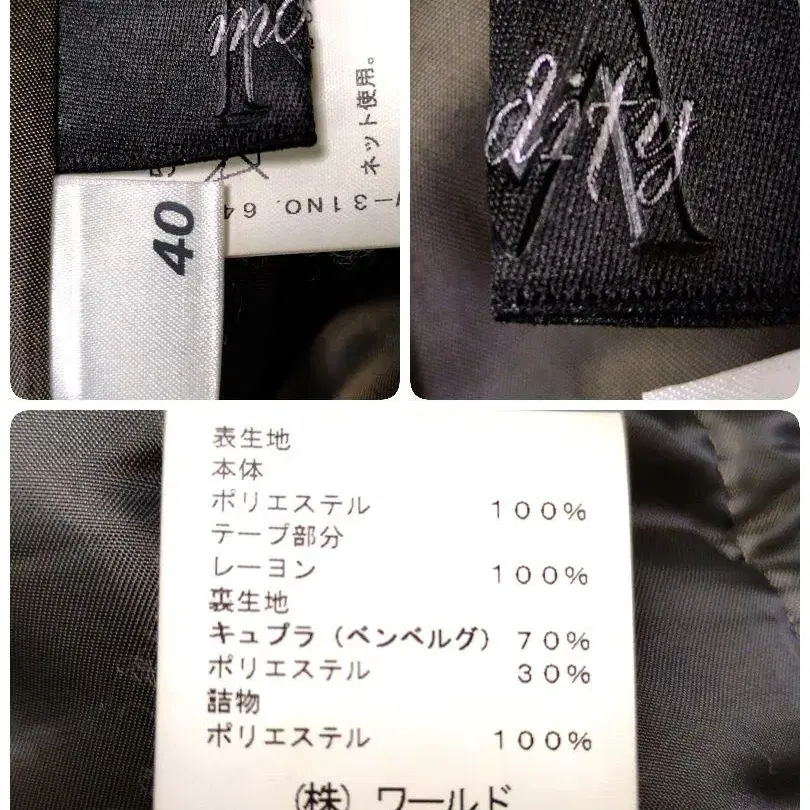 40
ネット使用。
31NO. 64
dify
表生地
本体
ポリエステル 100%
テープ部分
レーヨン 100%
裏生地
キュプラ（ベンベルグ） 70%
ポリエステル 30%
詰物
ポリエステル 100%
(株) ワールド